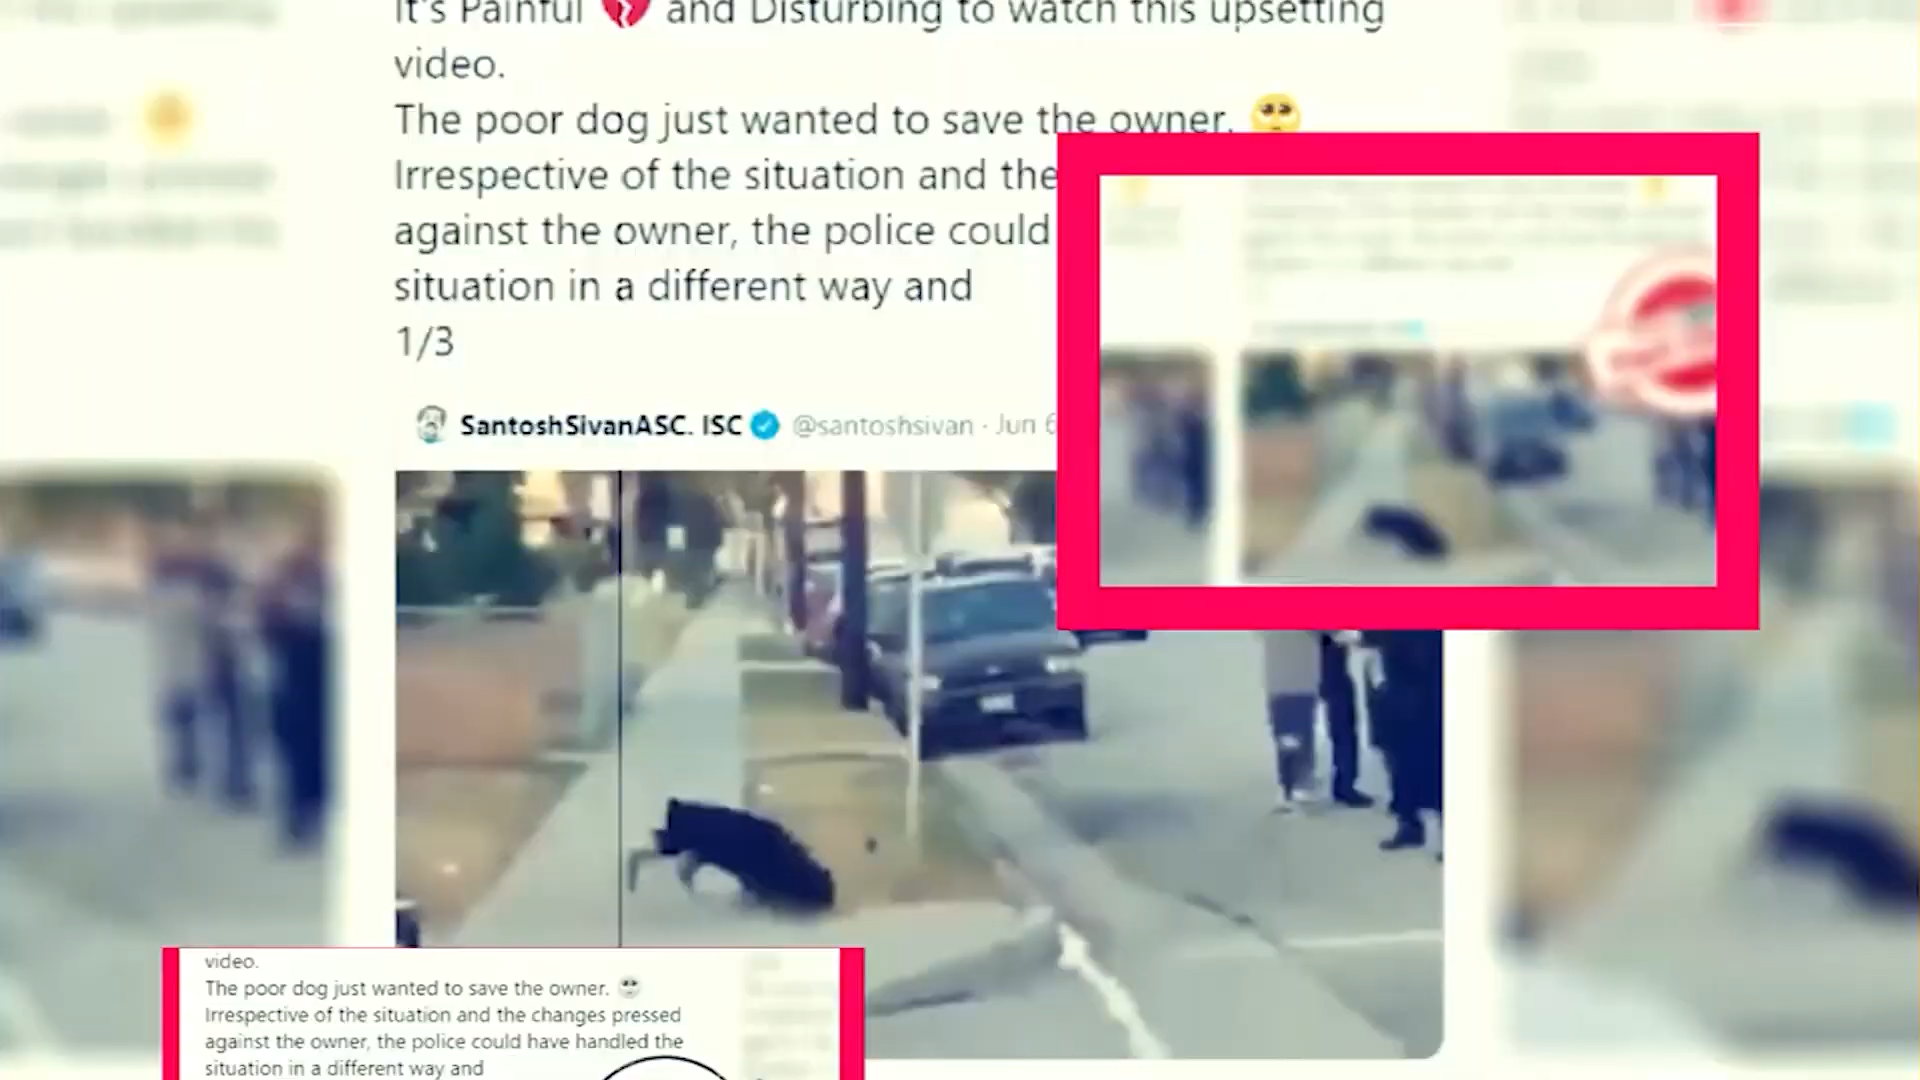 It's Painful 💔 and Disturbing to watch this upsetting
video.
The poor dog just wanted to save the owner. 🥺
Irrespective of the situation and the
against the owner, the police could
situation in a different way and
1/3
SantoshSivanASC. ISC @santoshsivan · Jun 6
video.
The poor dog just wanted to save the owner. 🥺
Irrespective of the situation and the changes pressed
against the owner, the police could have handled the
situation in a different way and